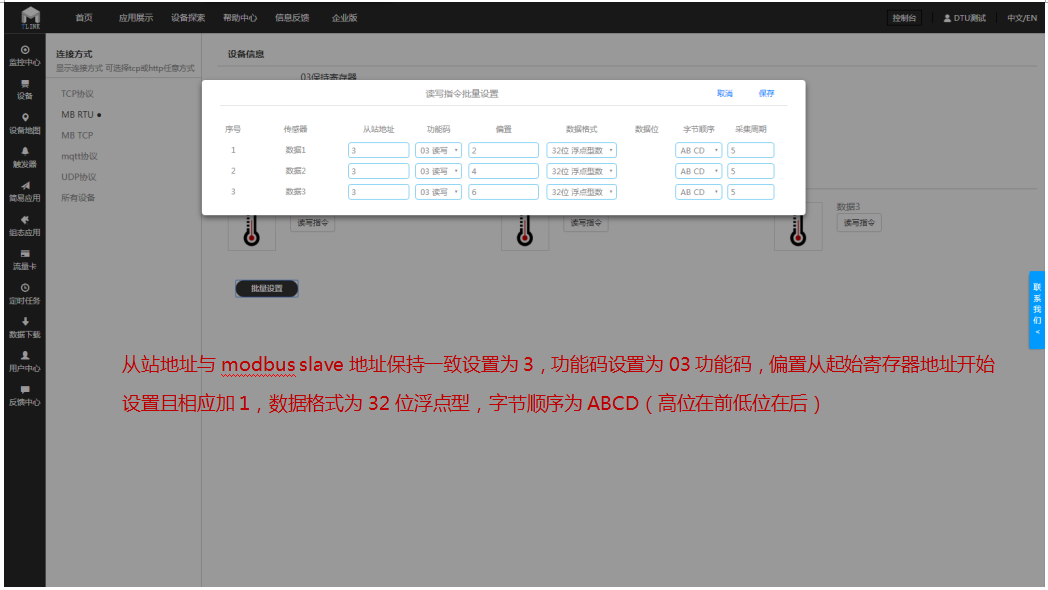 TLINK
首页 应用展示 设备探索 帮助中心 信息反馈 企业版 控制台 DTU测试 中文/EN
监控中心
设备
设备地图
触发器
简易应用
组态应用
流量卡
定时任务
数据下载
用户中心
反馈中心
连接方式
显示连接方式 可选择tcp或http任意方式
TCP协议
MB RTU ●
MB TCP
mqtt协议
UDP协议
所有设备
设备信息
03保持寄存器
读写指令批量设置 取消 保存
序号 传感器 从站地址 功能码 偏置 数据格式 数据位 字节顺序 采集周期
1 数据1 3 03 读写 2 32位 浮点型数 AB CD 5
2 数据2 3 03 读写 4 32位 浮点型数 AB CD 5
3 数据3 3 03 读写 6 32位 浮点型数 AB CD 5
数据3
读写指令 读写指令 读写指令
批量设置
联系我们 <
从站地址与 modbus slave 地址保持一致设置为 3，功能码设置为 03 功能码，偏置从起始寄存器地址开始
设置且相应加 1，数据格式为 32 位浮点型，字节顺序为 ABCD（高位在前低位在后）